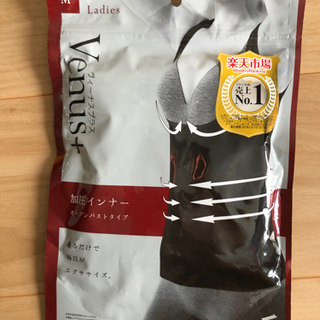 M
Ladies
Venus+
ヴィーナスプラス
楽天市場
売上
No.1
加圧インナー
オープンバストタイプ
着るだけで
エクササイズ。